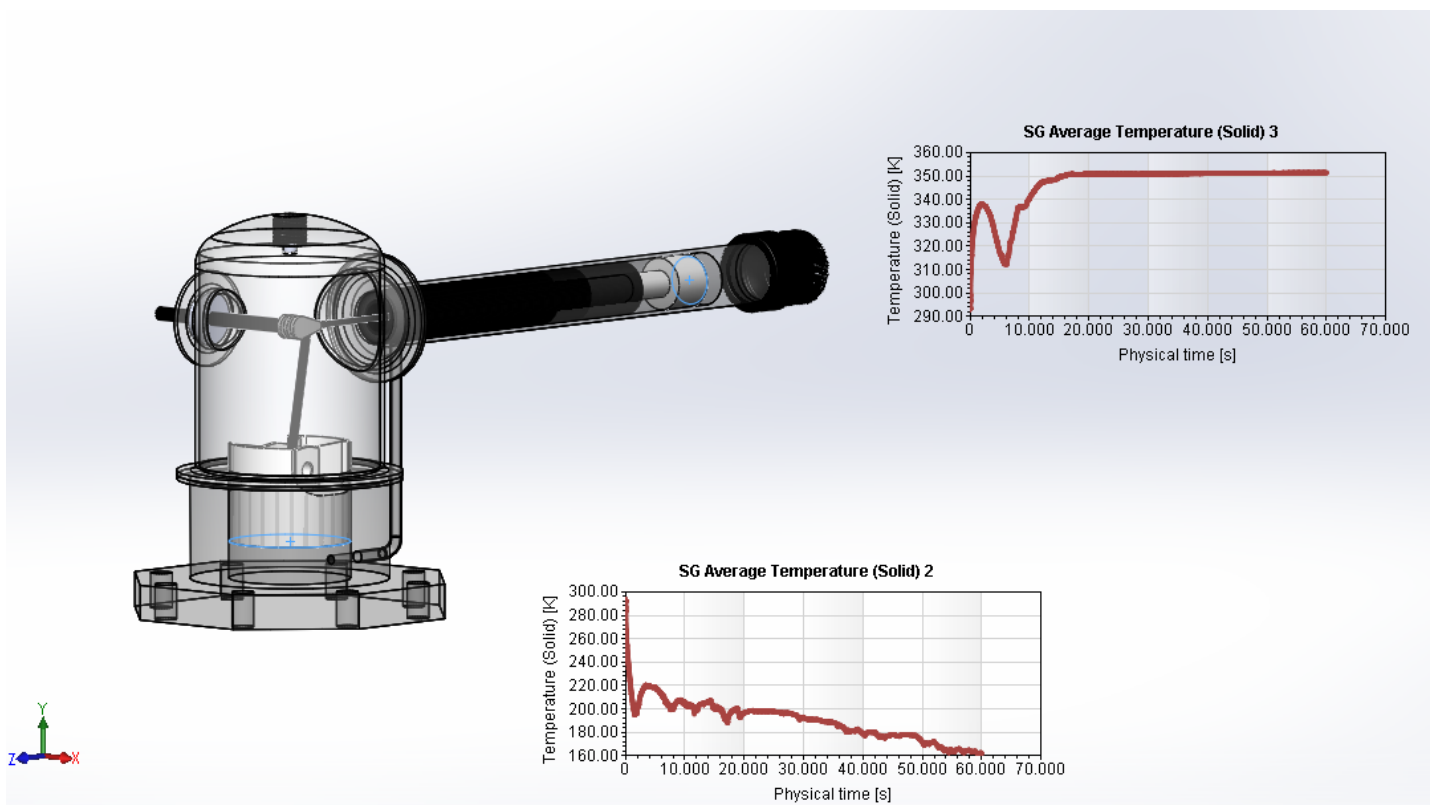 SG Average Temperature (Solid) 3
Temperature (Solid) [K]
360.00
350.00
340.00
330.00
320.00
310.00
300.00
290.00
0 10.000 20.000 30.000 40.000 50.000 60.000 70.000
Physical time [s]
SG Average Temperature (Solid) 2
Temperature (Solid) [K]
300.00
280.00
260.00
240.00
220.00
200.00
180.00
160.00
0 10.000 20.000 30.000 40.000 50.000 60.000 70.000
Physical time [s]
Y
Z X